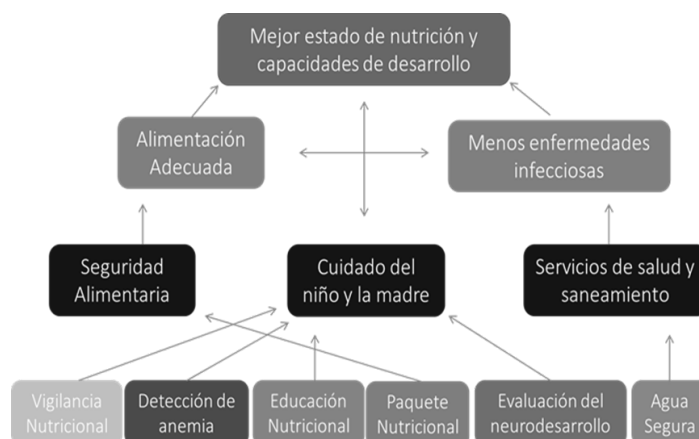 Mejor estado de nutrición y
capacidades de desarrollo
Alimentación
Adecuada
Menos enfermedades
infecciosas
Seguridad
Alimentaria
Cuidado del
niño y la madre
Servicios de salud y
saneamiento
Vigilancia
Nutricional
Detección de
anemia
Educación
Nutricional
Paquete
Nutricional
Evaluación del
neurodesarrollo
Agua
Segura